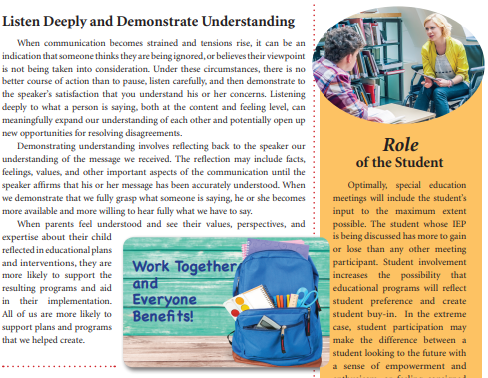 Listen Deeply and Demonstrate Understanding
When communication becomes strained and tensions rise, it can be an
indication that someone thinks they are being ignored, or believes their viewpoint
is not being taken into consideration. Under these circumstances, there is no
better course of action than to pause, listen carefully, and then demonstrate to
the speaker's satisfaction that you understand his or her concerns. Listening
deeply to what a person is saying, both at the content and feeling level, can
meaningfully expand our understanding of each other and potentially open up
new opportunities for resolving disagreements.
Demonstrating understanding involves reflecting back to the speaker our
understanding of the message we received. The reflection may include facts,
feelings, values, and other important aspects of the communication until the
speaker affirms that his or her message has been accurately understood. When
we demonstrate that we fully grasp what someone is saying, he or she becomes
more available and more willing to hear fully what we have to say.
When parents feel understood and see their values, perspectives, and
expertise about their child
reflected in educational plans
and interventions, they are
more likely to support the
resulting programs and aid
in their implementation.
All of us are more likely to
support plans and programs
that we helped create.
Work Together
and
Everyone
Benefits!
Role
of the Student
Optimally, special education
meetings will include the student's
input to the maximum extent
possible. The student whose IEP
is being discussed has more to gain
or lose than any other meeting
participant. Student involvement
increases the possibility that
educational programs will reflect
student preference and create
student buy-in. In the extreme
case, student participation may
make the difference between a
student looking to the future with
a sense of empowerment and